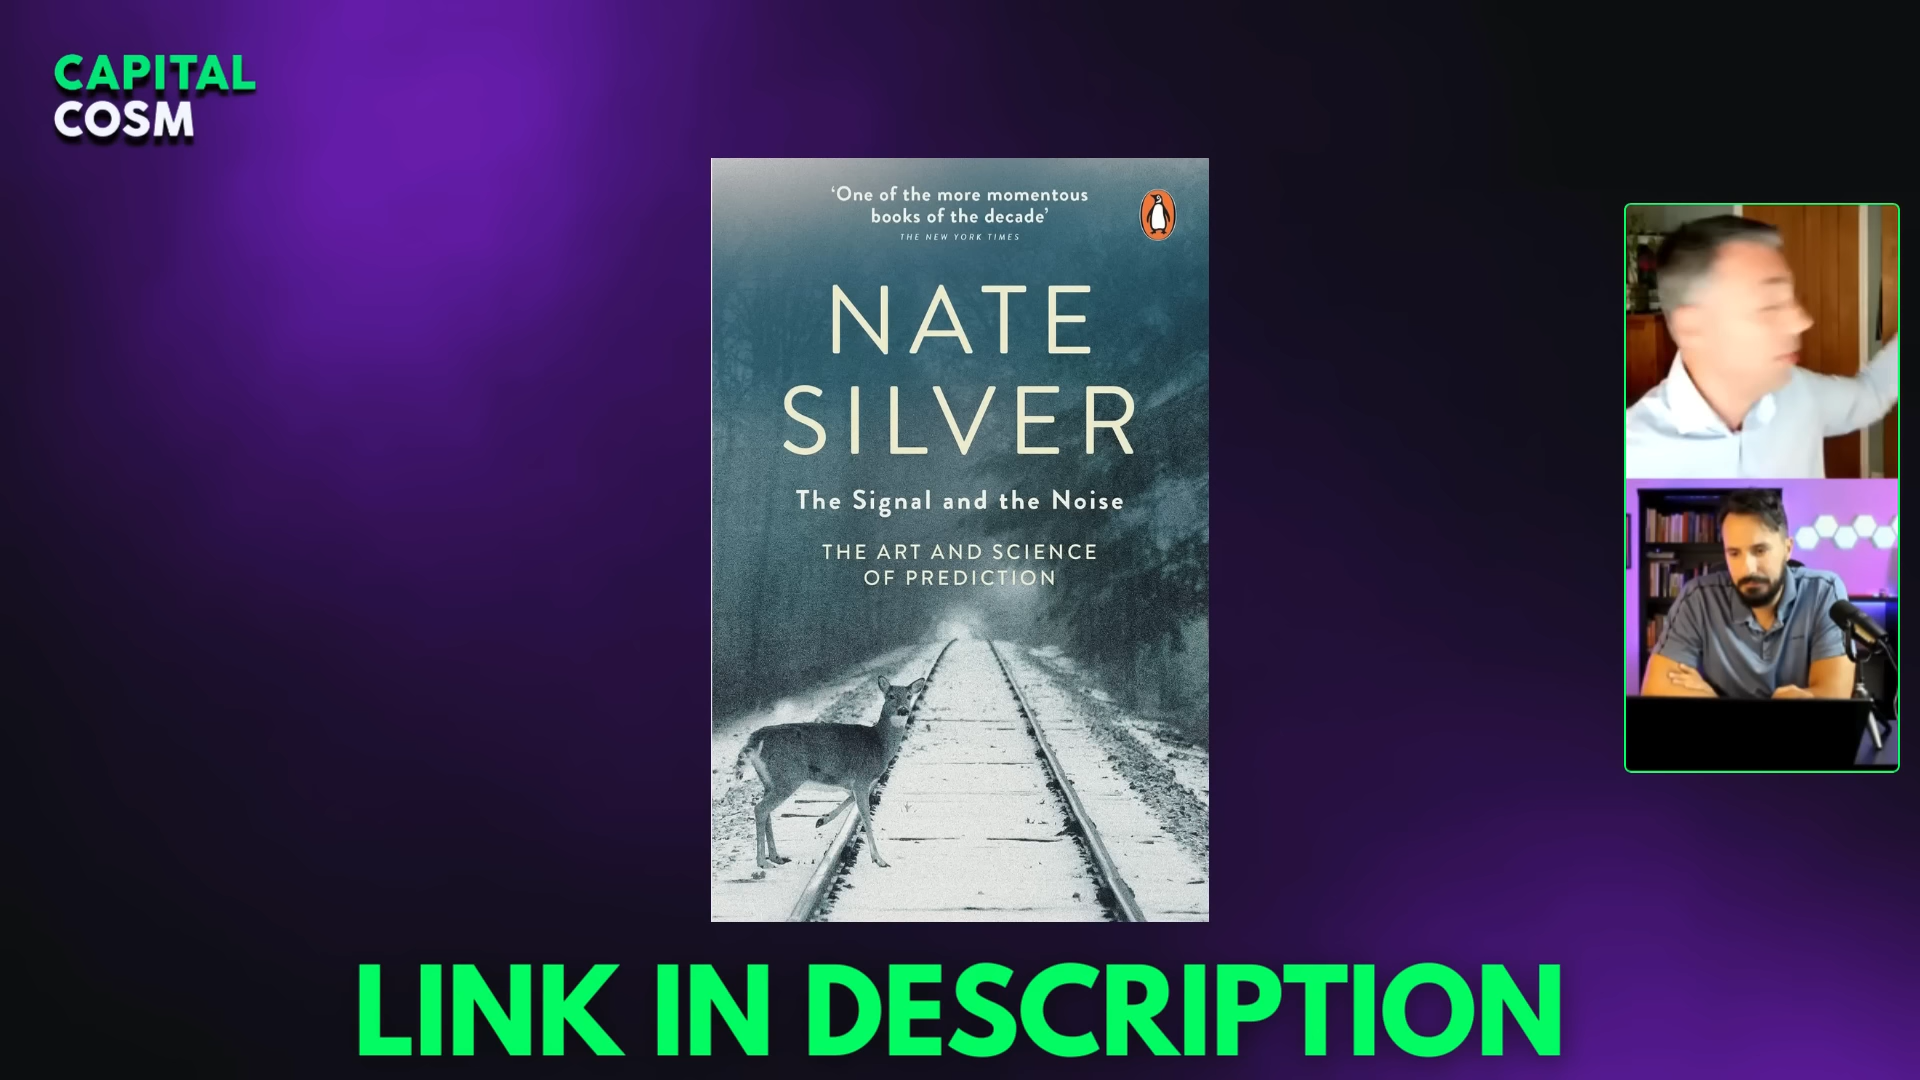 CAPITAL
COSM
‘One of the more momentous
books of the decade’
THE NEW YORK TIMES
NATE
SILVER
The Signal and the Noise
THE ART AND SCIENCE
OF PREDICTION
LINK IN DESCRIPTION